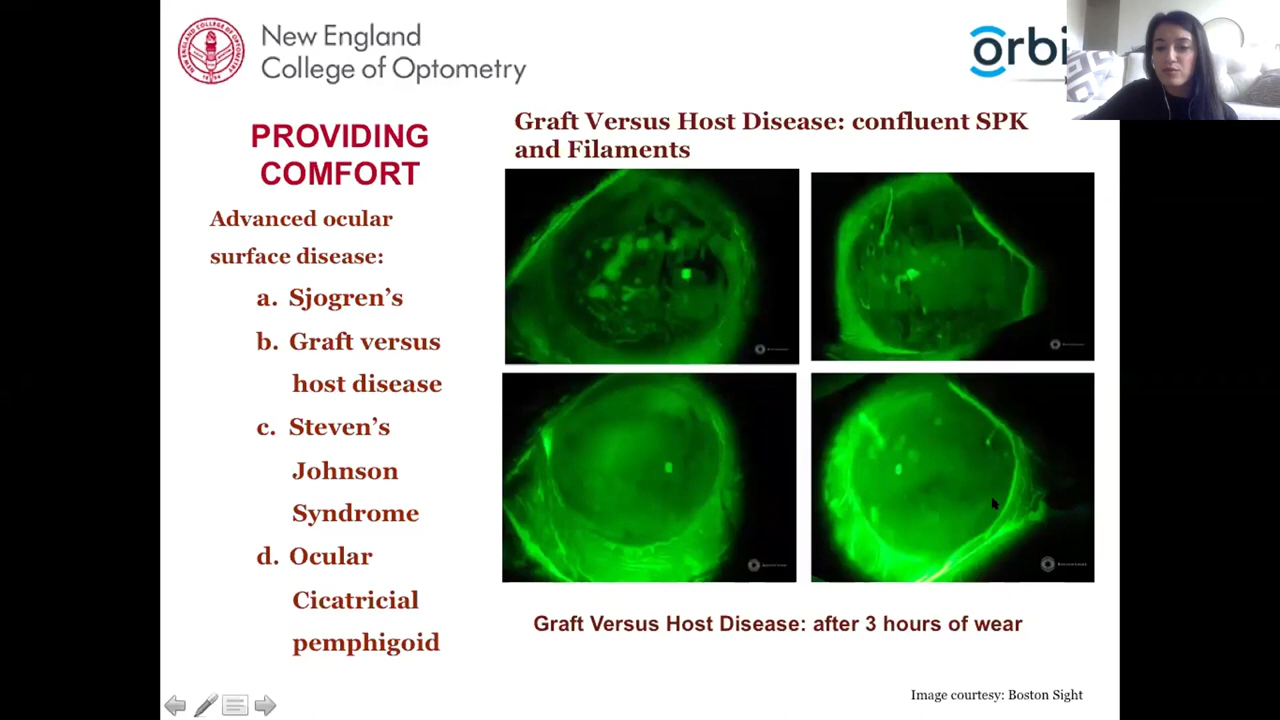 New England
College of Optometry
orbi
PROVIDING
COMFORT
Advanced ocular
surface disease:
a. Sjogren's
b. Graft versus
host disease
c. Steven's
Johnson
Syndrome
d. Ocular
Cicatricial
pemphigoid
Graft Versus Host Disease: confluent SPK
and Filaments
Graft Versus Host Disease: after 3 hours of wear
Image courtesy: Boston Sight